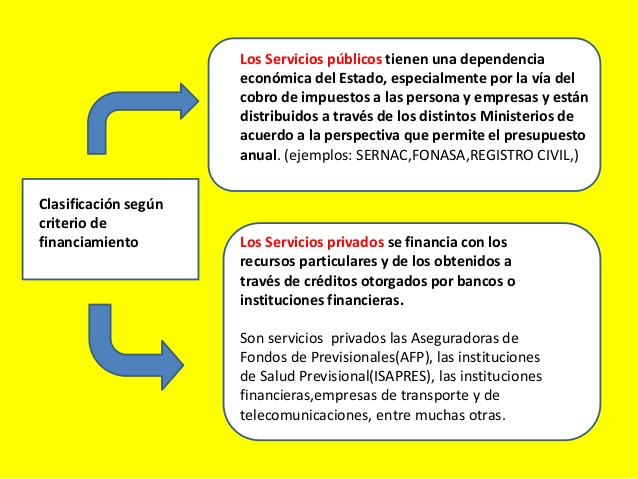 Los Servicios públicos tienen una dependencia
económica del Estado, especialmente por la vía del
cobro de impuestos a las persona y empresas y están
distribuidos a través de los distintos Ministerios de
acuerdo a la perspectiva que permite el presupuesto
anual. (ejemplos: SERNAC,FONASA,REGISTRO CIVIL,)
Clasificación según
criterio de
financiamiento
Los Servicios privados se financia con los
recursos particulares y de los obtenidos a
través de créditos otorgados por bancos o
instituciones financieras.
Son servicios  privados las Aseguradoras de
Fondos de Previsionales(AFP), las instituciones
de Salud Previsional(ISAPRES), las instituciones
financieras,empresas de transporte y de
telecomunicaciones, entre muchas otras.